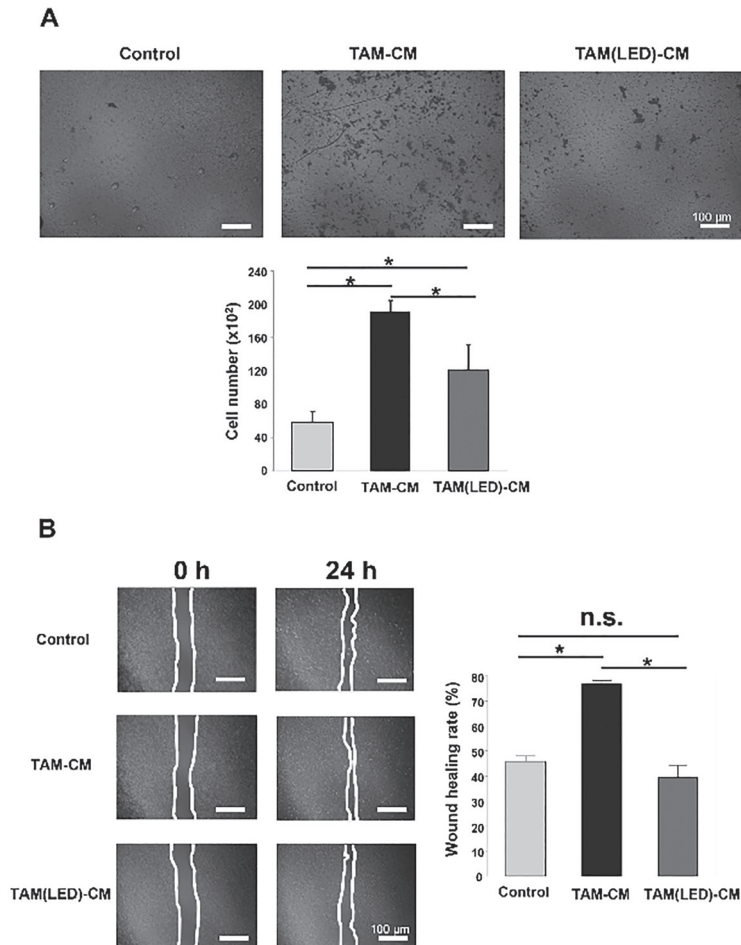 A
Control TAM-CM TAM(LED)-CM
100 µm
*
* *
Cell number (x10²)
240
200
160
120
80
40
0
Control TAM-CM TAM(LED)-CM
B
0 h 24 h
Control
TAM-CM
TAM(LED)-CM
100 µm
n.s.
* *
Wound healing rate (%)
80
70
60
50
40
30
20
10
0
Control TAM-CM TAM(LED)-CM